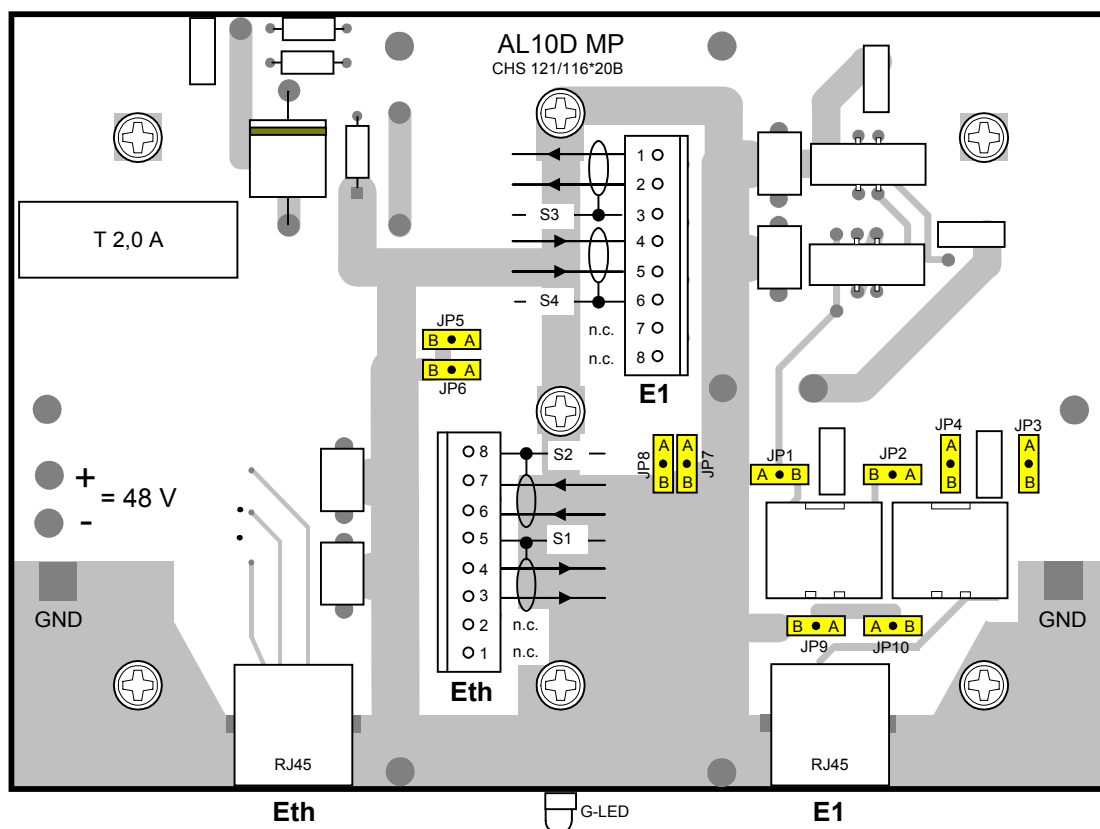 AL10D MP
CHS 121/116*20B
T 2,0 A
1
2
S3 3
4
5
S4 6
n.c. 7
n.c. 8
E1
JP5
B A
B A
JP6
8 S2
7
6
5 S1
4
3
2 n.c.
1 n.c.
Eth
JP8
A
B
A
B
JP7
JP1
A B
JP2
B A
JP4
A
B
JP3
A
B
+
= 48 V
-
GND
GND
B A
JP9
A B
JP10
RJ45
RJ45
Eth
G-LED
E1